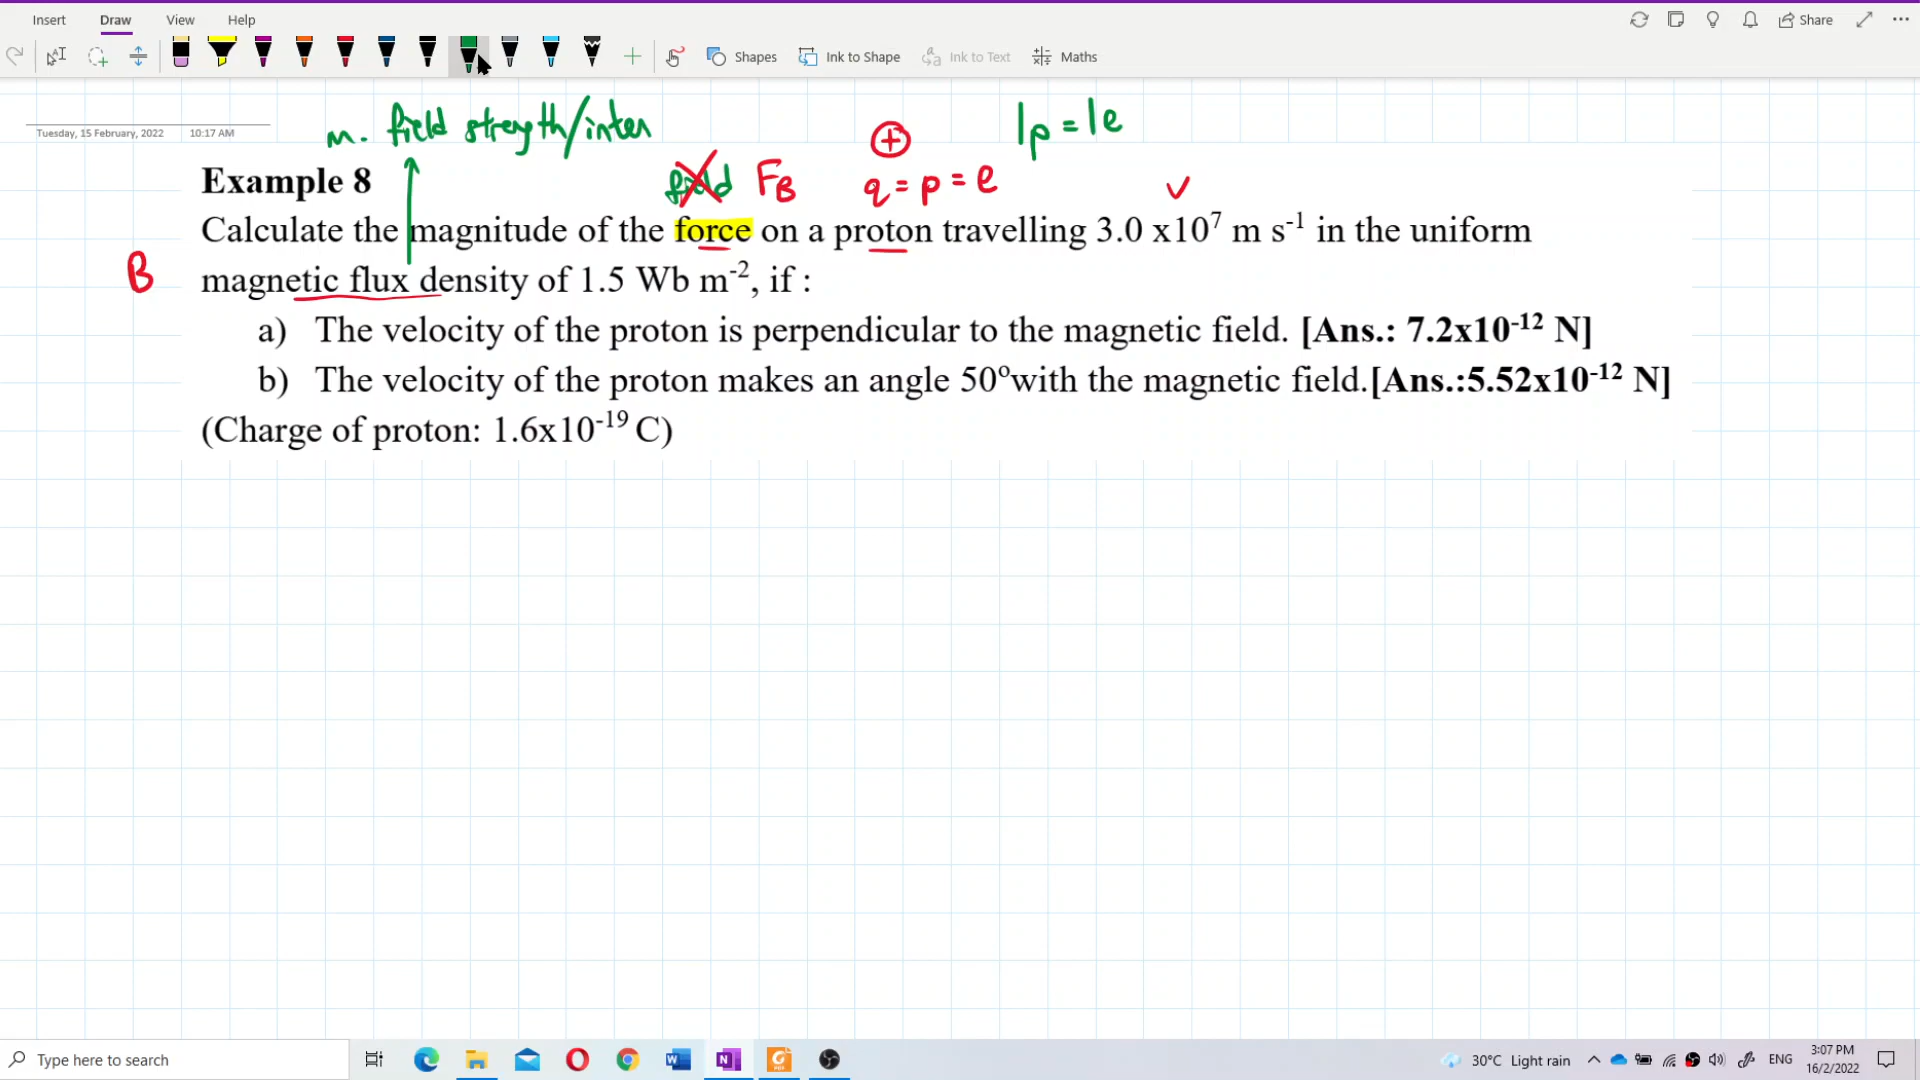 Insert Draw View Help
Share
Shapes Ink to Shape Ink to Text Maths
Tuesday, 15 February, 2022 10:17 AM
m. field strength/inten
|p = |e
+
Example 8
field F_B q = p = e v
Calculate the magnitude of the force on a proton travelling 3.0 x10⁷ m s⁻¹ in the uniform
B
magnetic flux density of 1.5 Wb m⁻², if :
a) The velocity of the proton is perpendicular to the magnetic field. [Ans.: 7.2x10⁻¹² N]
b) The velocity of the proton makes an angle 50ºwith the magnetic field.[Ans.:5.52x10⁻¹² N]
(Charge of proton: 1.6x10⁻¹⁹ C)
Type here to search
30°C Light rain
ENG
3:07 PM
16/2/2022